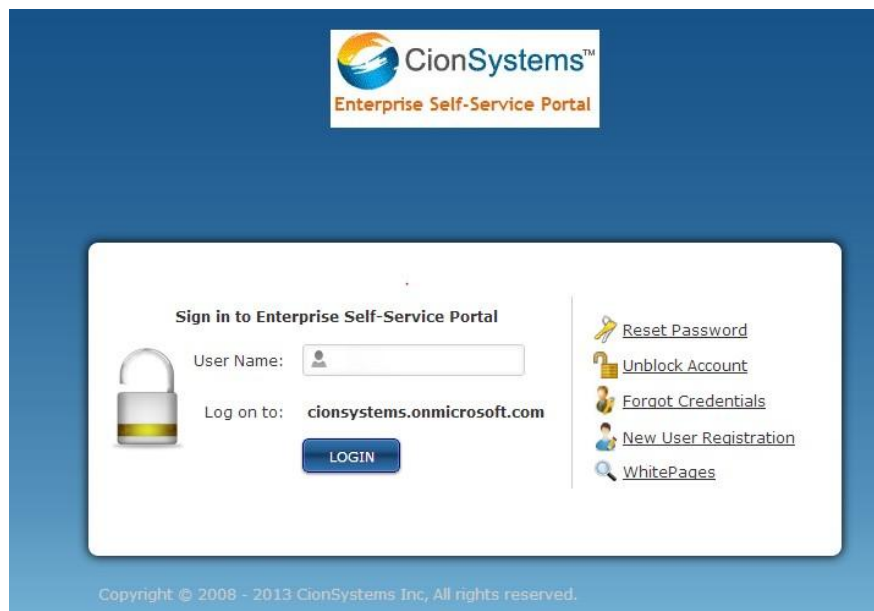 CionSystems™
Enterprise Self-Service Portal
Sign in to Enterprise Self-Service Portal
User Name:
Log on to: cionsystems.onmicrosoft.com
LOGIN
Reset Password
Unblock Account
Forgot Credentials
New User Registration
WhitePages
Copyright © 2008 - 2013 CionSystems Inc, All rights reserved.